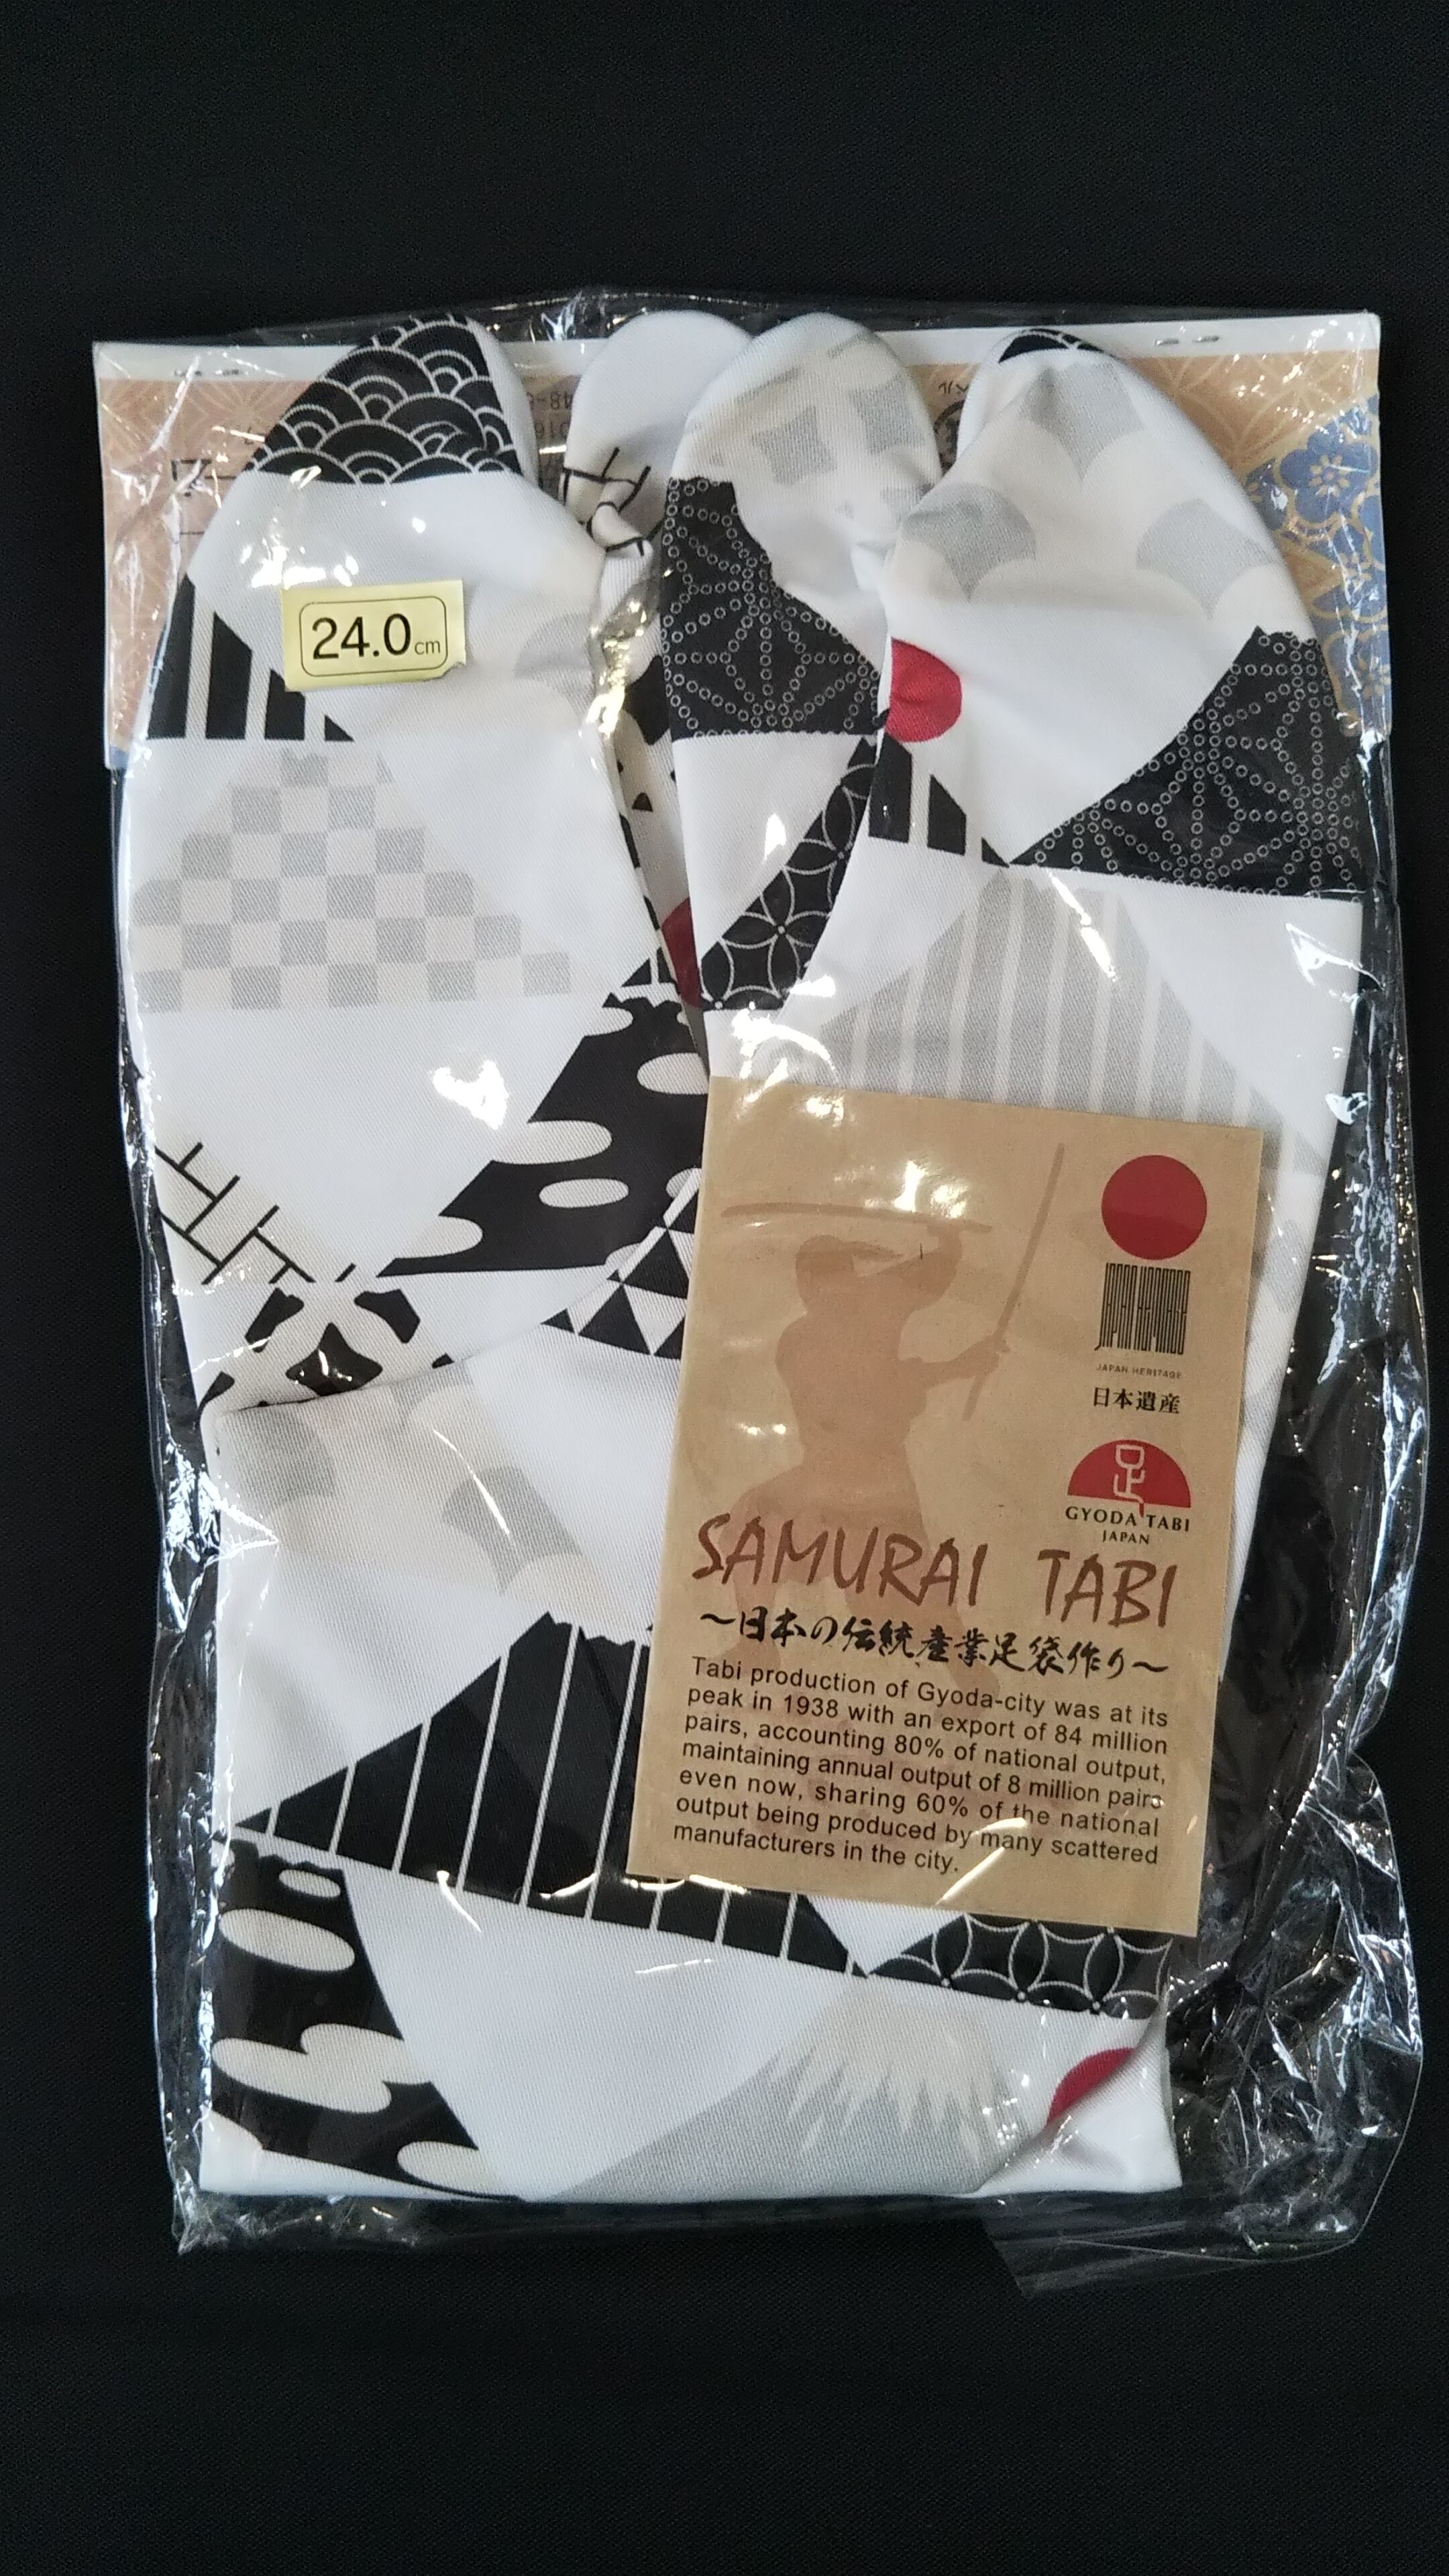 24.0cm
JAPAN HERITAGE
日本遺産
足
GYODA TABI
JAPAN
SAMURAI TABI
~日本の伝統産業足袋作り~
Tabi production of Gyoda-city was at its
peak in 1938 with an export of 84 million
pairs, accounting 80% of national output,
maintaining annual output of 8 million pairs
even now, sharing 60% of the national
output being produced by many scattered
manufacturers in the city.